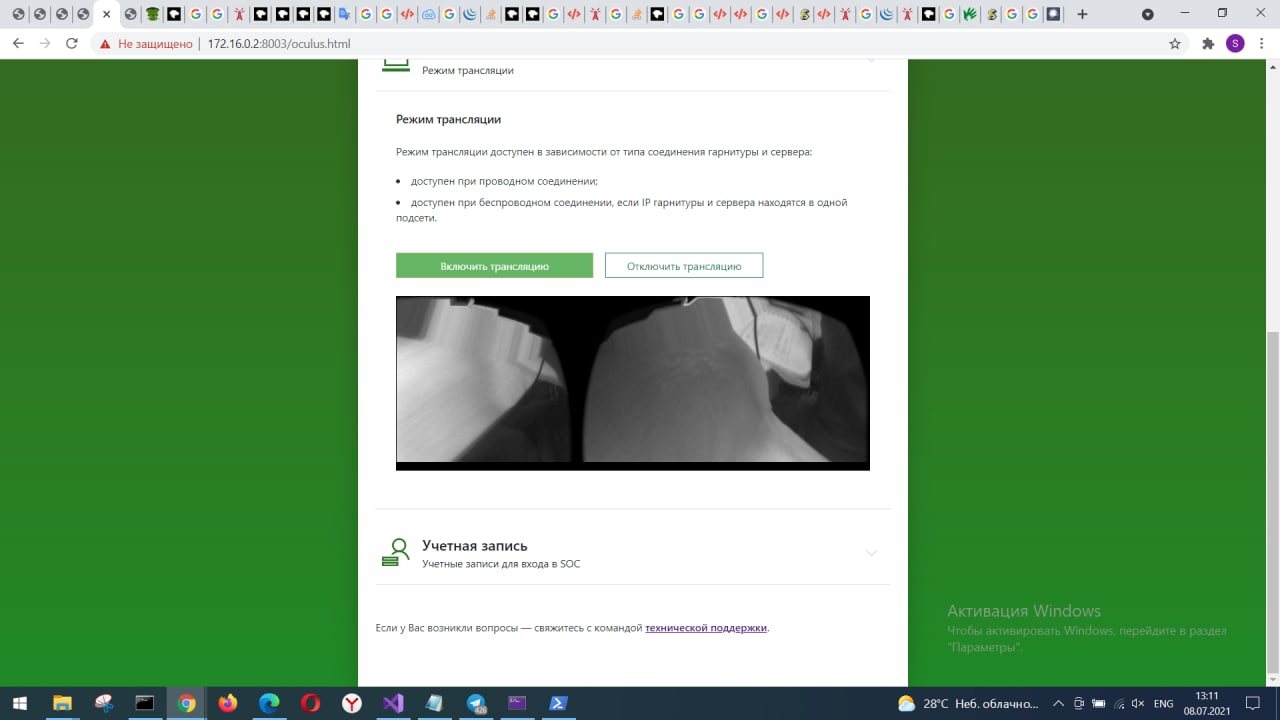 Не защищено
172.16.0.2:8003/oculus.html
S
Режим трансляции
Режим трансляции
Режим трансляции доступен в зависимости от типа соединения гарнитуры и сервера:
доступен при проводном соединении;
доступен при беспроводном соединении, если IP гарнитуры и сервера находятся в одной
подсети.
Включить трансляцию
Отключить трансляцию
Учетная запись
Учетные записи для входа в SOC
Если у Вас возникли вопросы — свяжитесь с командой технической поддержки.
Активация Windows
Чтобы активировать Windows, перейдите в раздел
"Параметры".
28°C Неб. облачно...
ENG
13:11
08.07.2021